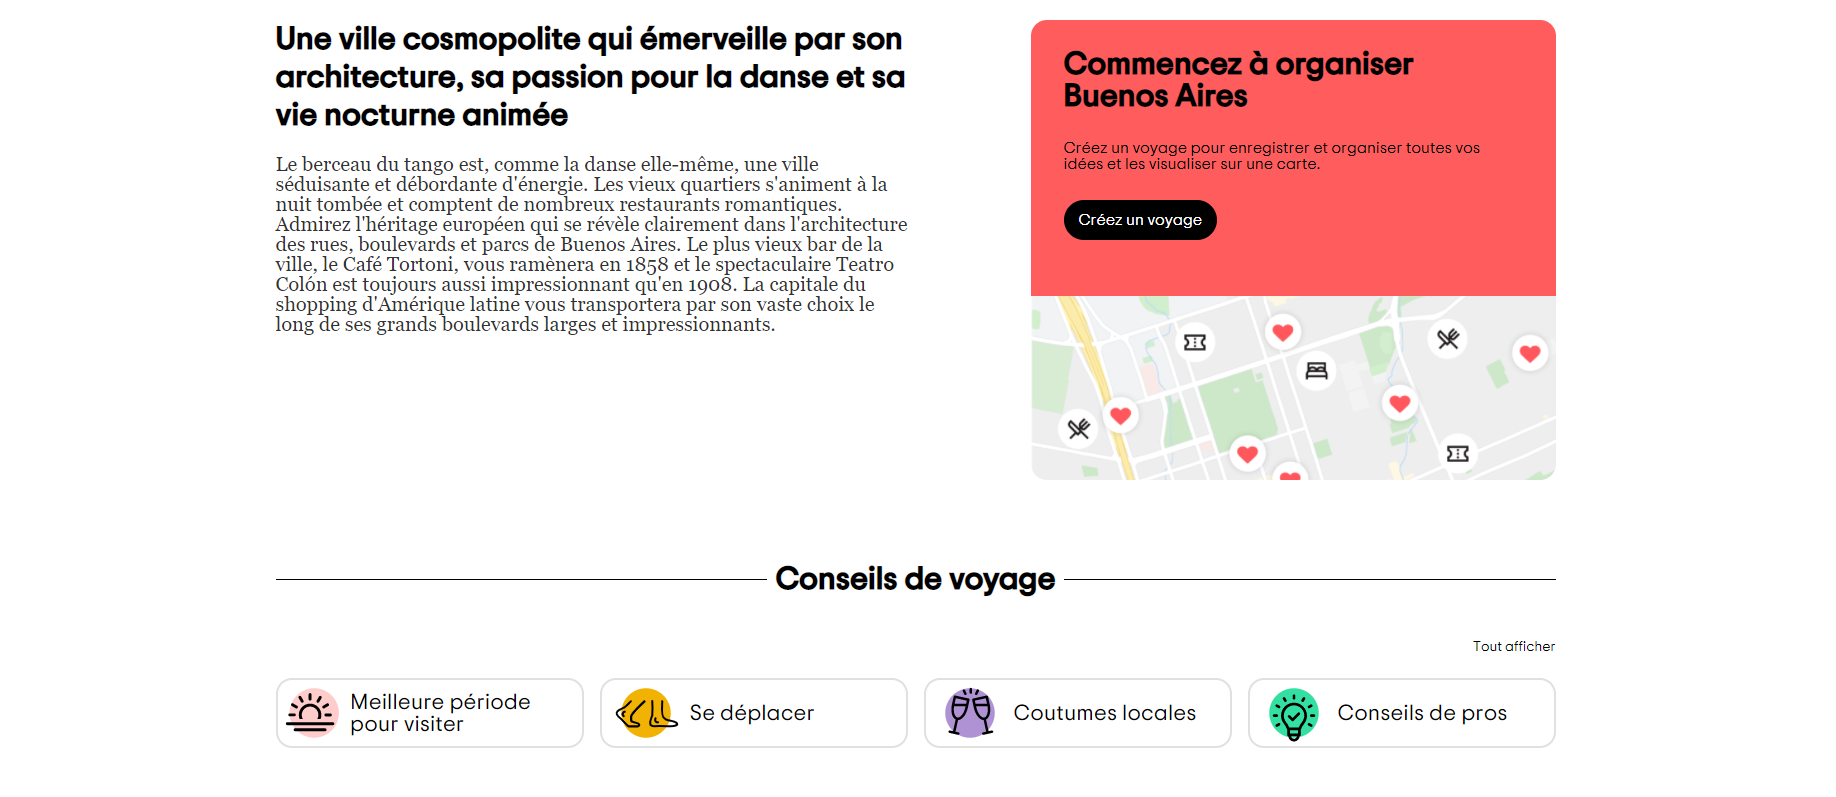 Une ville cosmopolite qui émerveille par son
architecture, sa passion pour la danse et sa
vie nocturne animée
Le berceau du tango est, comme la danse elle-même, une ville
séduisante et débordante d'énergie. Les vieux quartiers s'animent à la
nuit tombée et comptent de nombreux restaurants romantiques.
Admirez l'héritage européen qui se révèle clairement dans l'architecture
des rues, boulevards et parcs de Buenos Aires. Le plus vieux bar de la
ville, le Café Tortoni, vous ramènera en 1858 et le spectaculaire Teatro
Colón est toujours aussi impressionnant qu'en 1908. La capitale du
shopping d'Amérique latine vous transportera par son vaste choix le
long de ses grands boulevards larges et impressionnants.
Commencez à organiser
Buenos Aires
Créez un voyage pour enregistrer et organiser toutes vos
idées et les visualiser sur une carte.
Créez un voyage
Conseils de voyage
Tout afficher
Meilleure période
pour visiter
Se déplacer
Coutumes locales
Conseils de pros